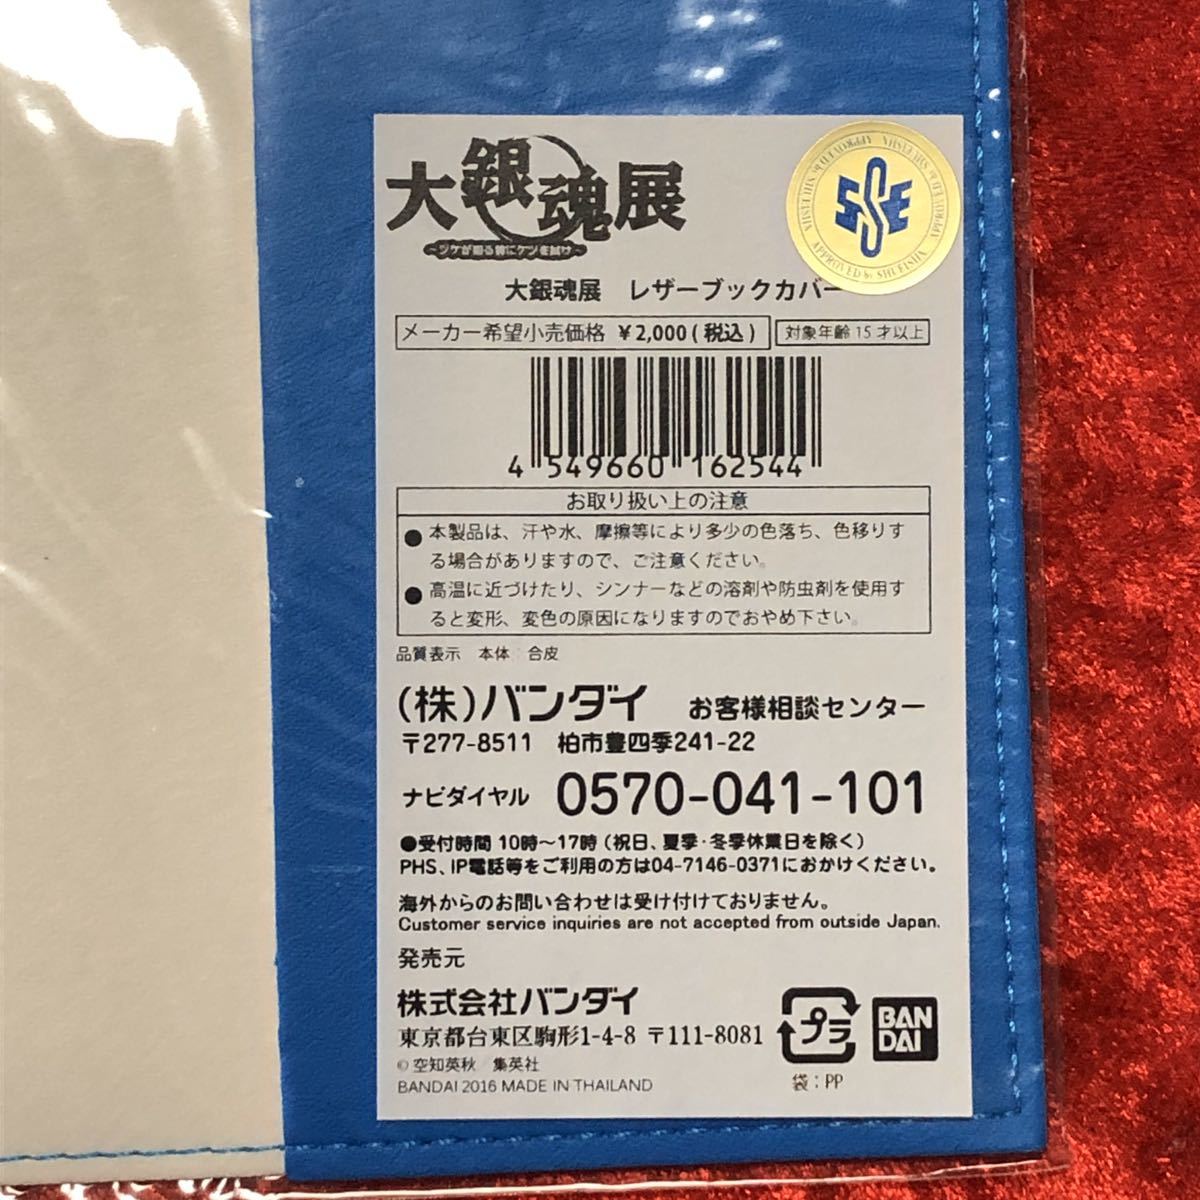 大銀魂展
~ツケが廻る前にケツを拭け~
APPROVED by SHUEISHA
SSE
大銀魂展 レザーブックカバー
メーカー希望小売価格 ¥2,000(税込)
対象年齢15才以上
4 549660 162544
お取り扱い上の注意
●本製品は、汗や水、摩擦等により多少の色落ち、色移りす
る場合がありますので、ご注意ください。
●高温に近づけたり、シンナーなどの溶剤や防虫剤を使用す
ると変形、変色の原因になりますのでおやめ下さい。
品質表示 本体:合皮
(株)バンダイ お客様相談センター
〒277-8511 柏市豊四季241-22
ナビダイヤル 0570-041-101
●受付時間 10時~17時(祝日、夏季・冬季休業日を除く)
PHS、IP電話等をご利用の方は04-7146-0371におかけください。
海外からのお問い合わせは受け付けておりません。
Customer service inquiries are not accepted from outside Japan.
発売元
株式会社バンダイ
東京都台東区駒形1-4-8 〒111-8081
©空知英秋/集英社
BANDAI 2016 MADE IN THAILAND
プラ
袋:PP
BAN
DAI